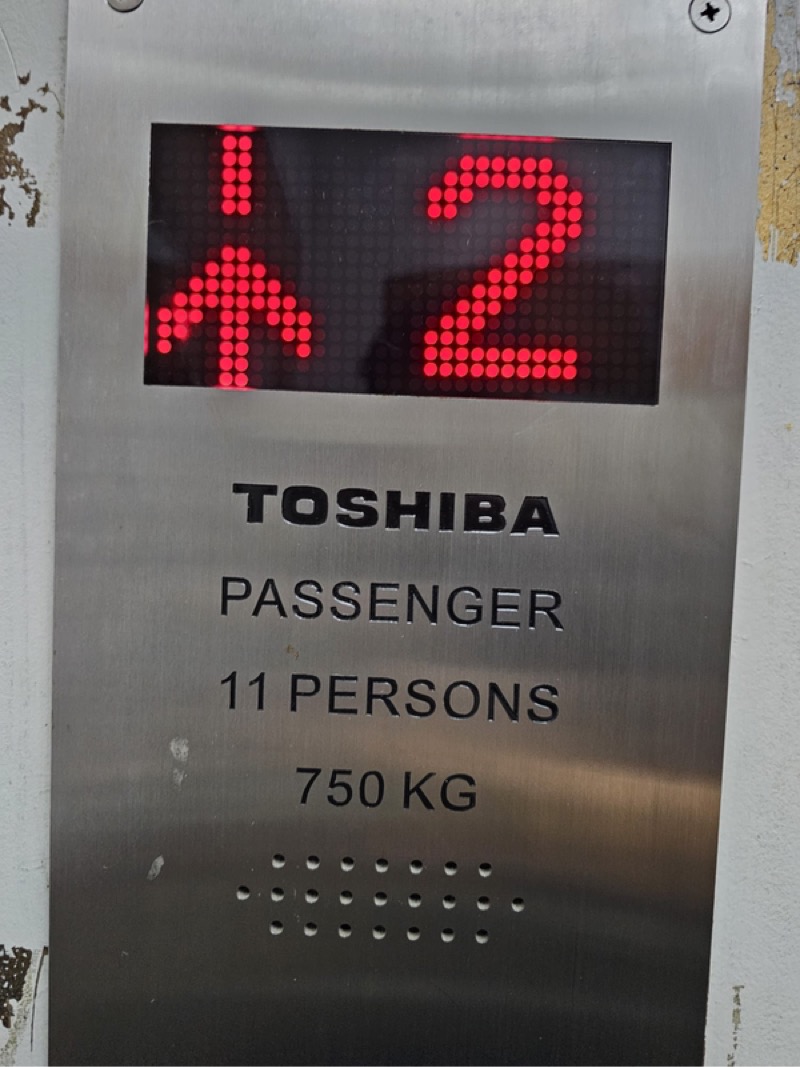 2
TOSHIBA
PASSENGER
11 PERSONS
750 KG